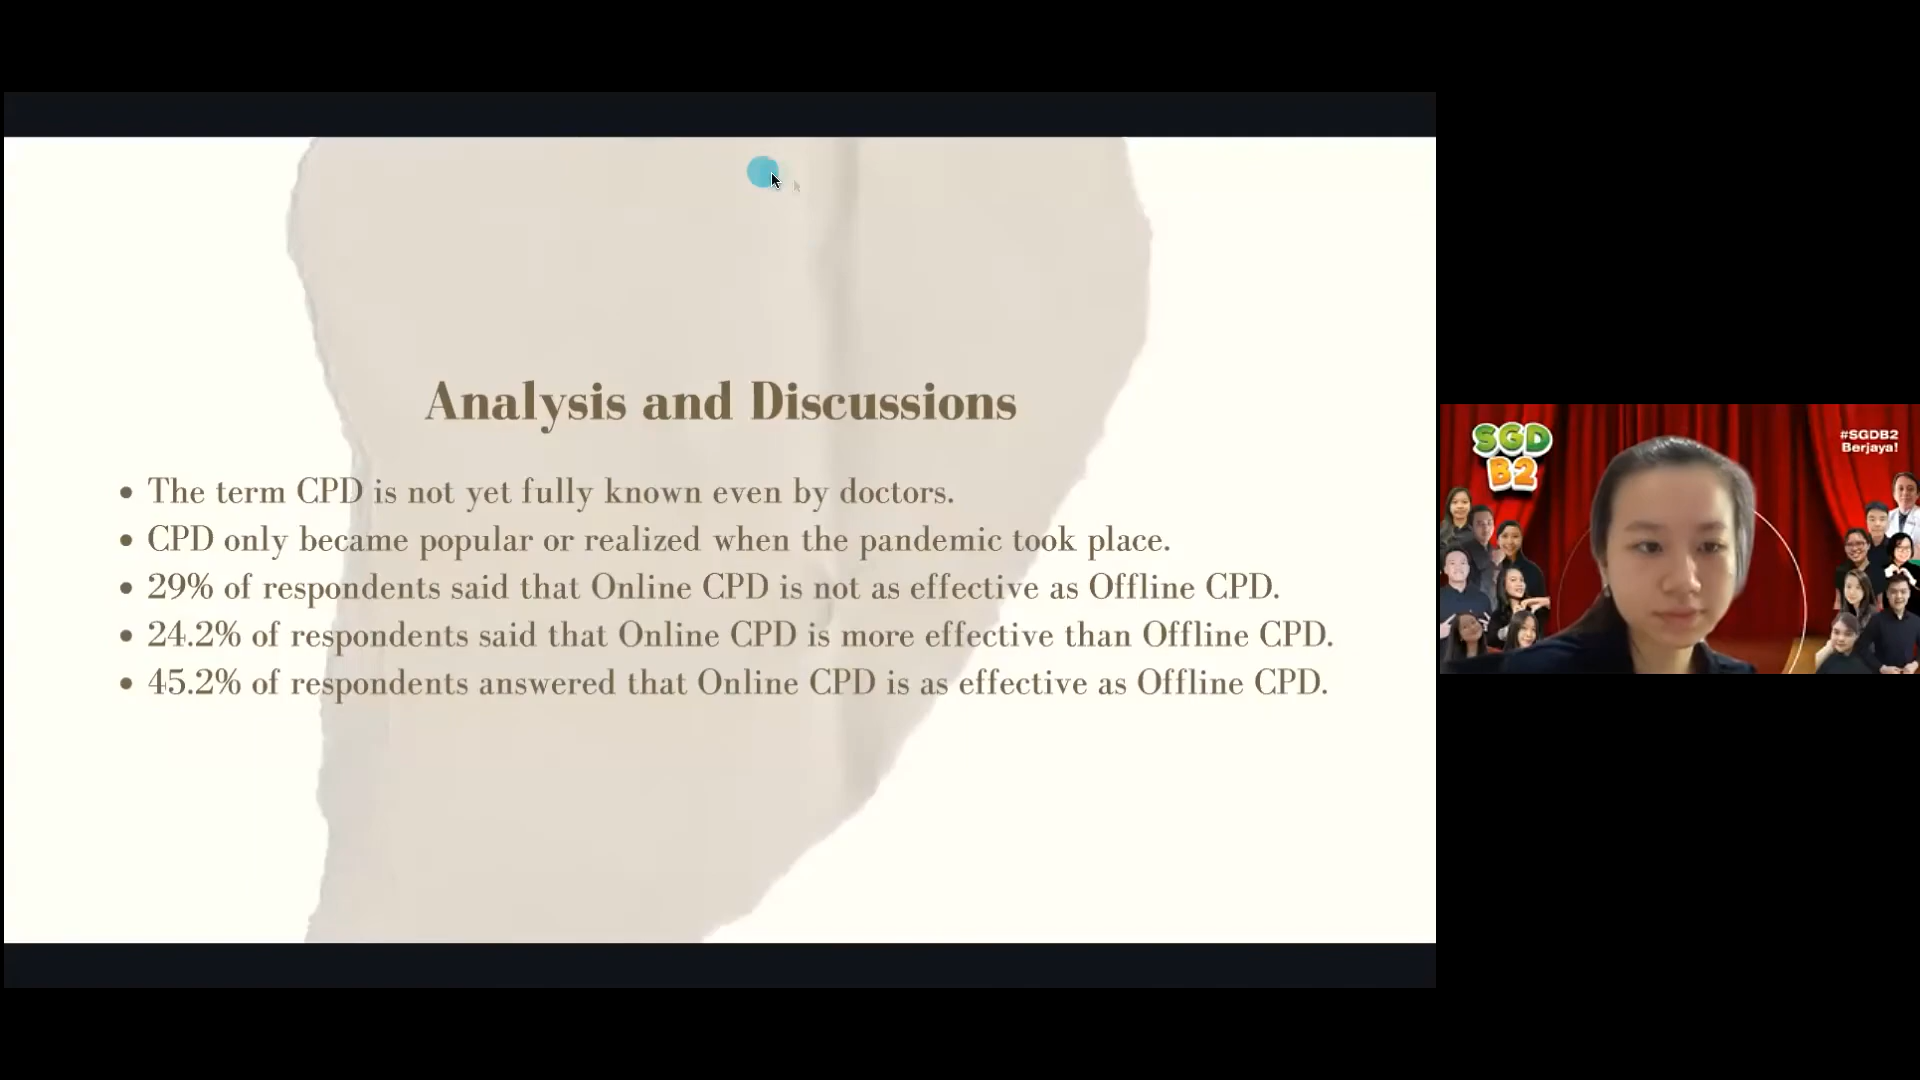 Analysis and Discussions
The term CPD is not yet fully known even by doctors.
CPD only became popular or realized when the pandemic took place.
29% of respondents said that Online CPD is not as effective as Offline CPD.
24.2% of respondents said that Online CPD is more effective than Offline CPD.
45.2% of respondents answered that Online CPD is as effective as Offline CPD.
SGD
B2
#SGDB2
Berjaya!